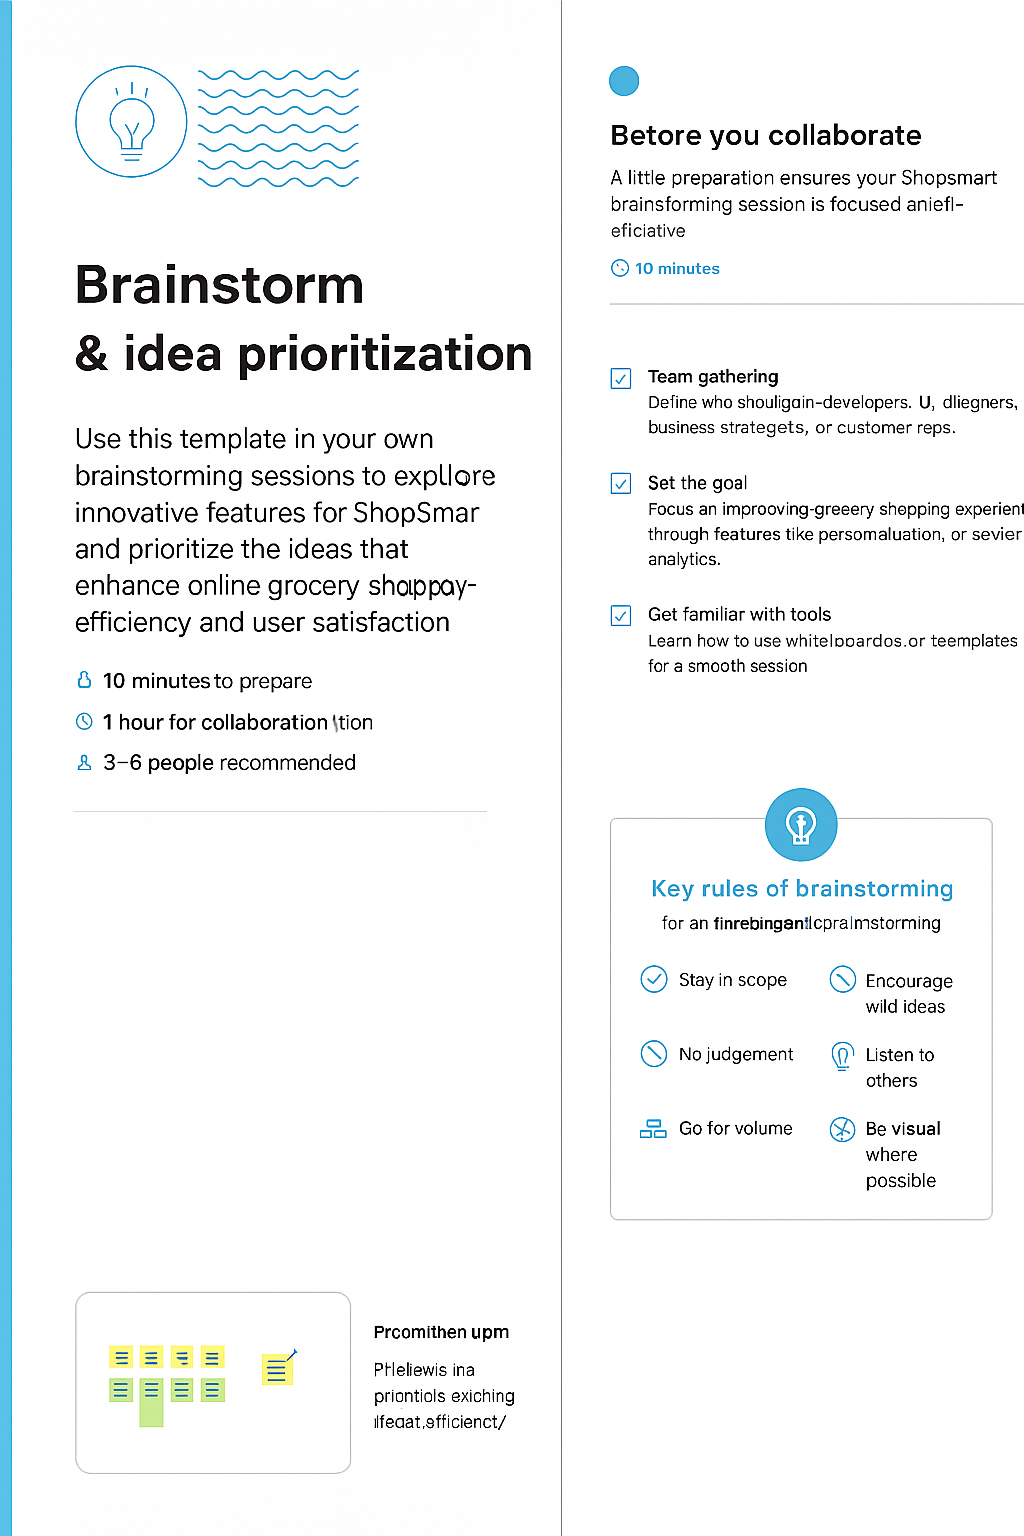 Brainstorm
& idea prioritization
Use this template in your own
brainstorming sessions to expllore
innovative features for ShopSmar
and prioritize the ideas that
enhance online grocery
efficiency and user satisfaction
10 minutes to prepare
1 hour for collaboration \tion
3–6 people recommended
Betore you collaborate
A little preparation ensures your Shopsmart
brainsforming session is focused aniefl-
eficiative
10 minutes
Team gathering
Define who shouligain-developers. U, dliegners,
business strategets, or customer reps.
Set the goal
Focus an improoving-greeery shepping experient
through features tike persomaluation, or sevier
analytics.
Get familiar with tools
Learn how to use teemplates
for a smooth session
Key rules of brainstorming
for an
Stay in scope
Encourage
wild ideas
No judgement
Listen to
others
Go for volume
Be visual
where
possible
Prcomithen upm
ina
priontiols exiching